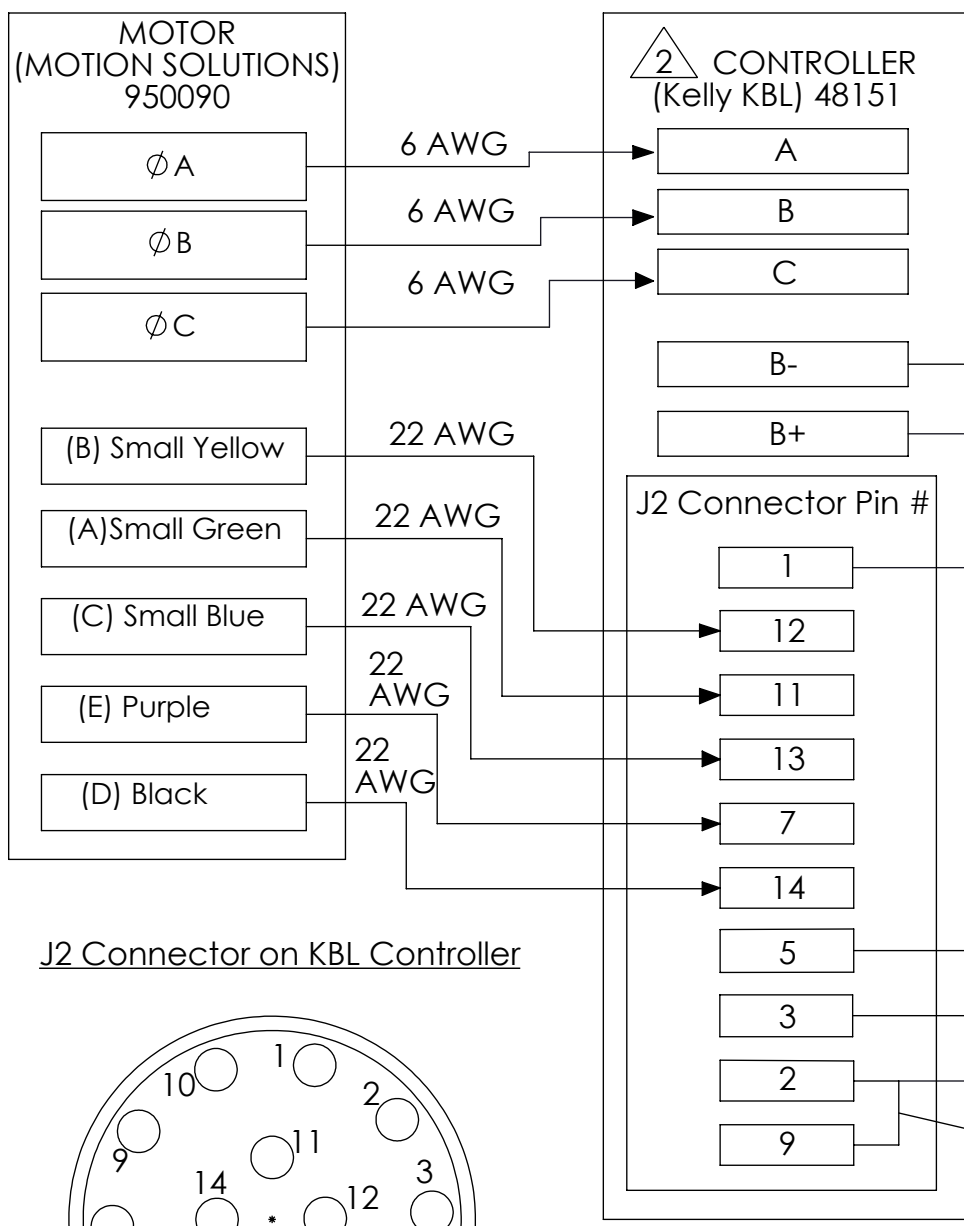 MOTOR
(MOTION SOLUTIONS)
950090
∅ A
∅ B
∅ C
(B) Small Yellow
(A)Small Green
(C) Small Blue
(E) Purple
(D) Black
6 AWG
6 AWG
6 AWG
22 AWG
22 AWG
22 AWG
22
AWG
22
AWG
2 CONTROLLER
(Kelly KBL) 48151
A
B
C
B-
B+
J2 Connector Pin #
1
12
11
13
7
14
5
3
2
9
J2 Connector on KBL Controller
1
10
2
9
11
3
14
12
*